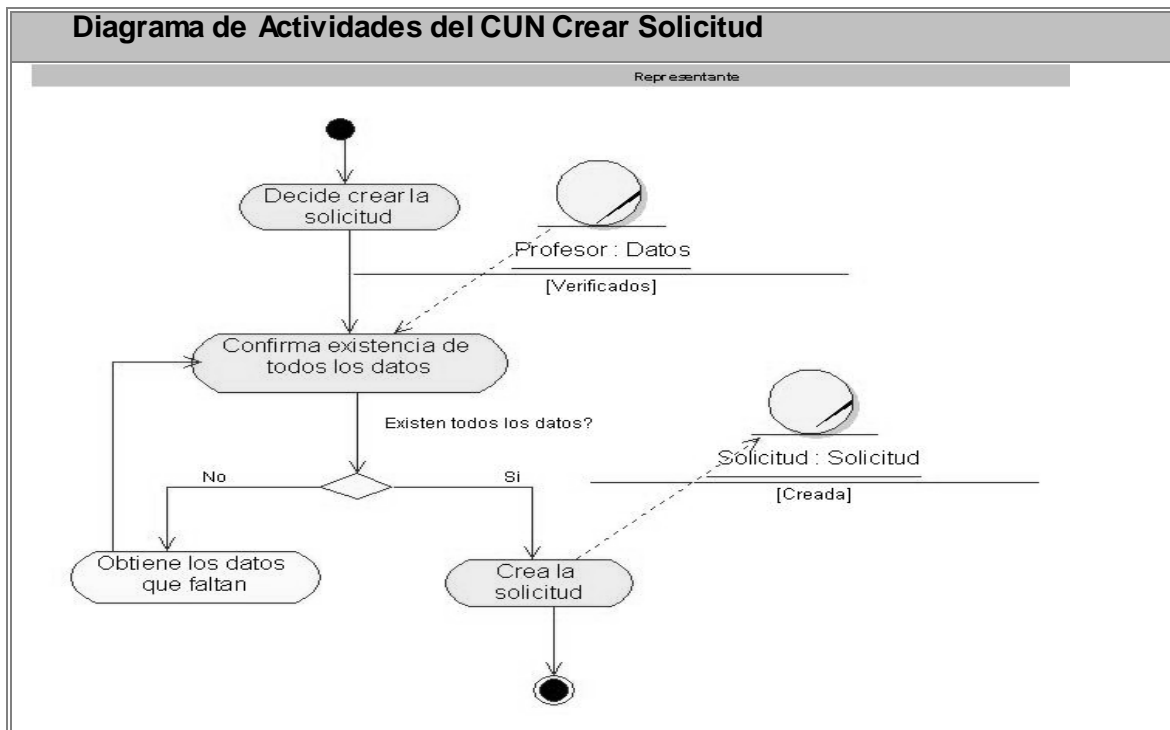 Diagrama de Actividades del CUN Crear Solicitud
Representante
Decide crear la
solicitud
Profesor : Datos
[Verificados]
Confirma existencia de
todos los datos
Existen todos los datos?
Solicitud : Solicitud
[Creada]
No
Si
Obtiene los datos
que faltan
Crea la
solicitud